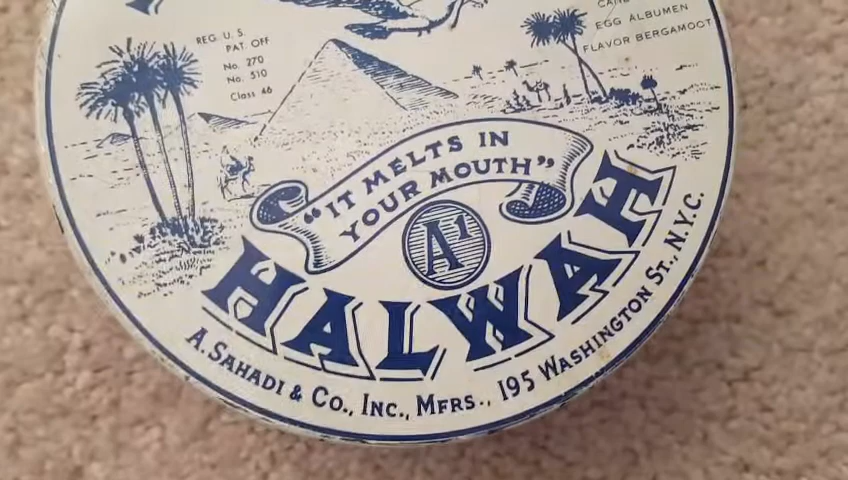 REG. U.S.
PAT. OFF
No. 270
No. 510
Class 46
EGG ALBUMEN
FLAVOR BERGAMOOT
"IT MELTS IN
YOUR MOUTH"
A1
HALWAH
A. SAHADI & CO., INC., MFRS., 195 WASHINGTON ST., N.Y.C.